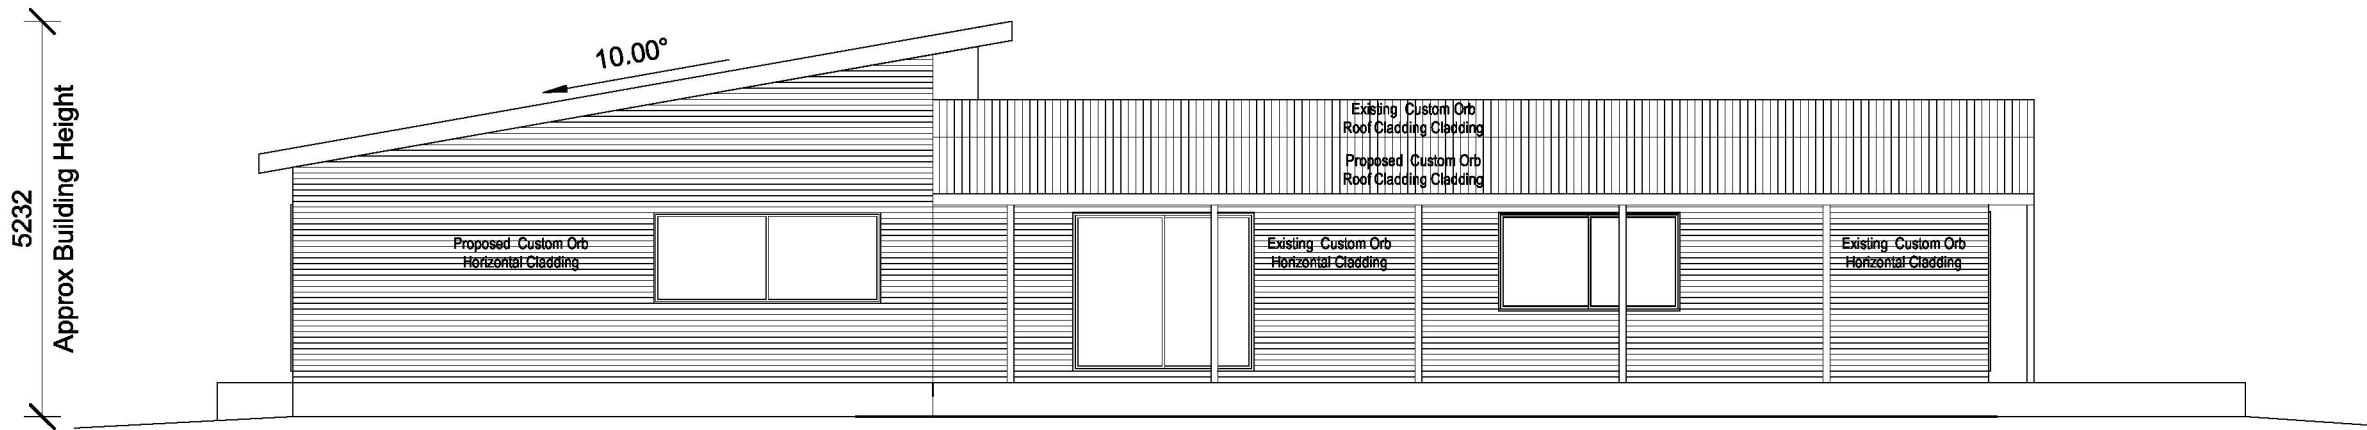 5232
Approx Building Height
10.00°
Existing Custom Orb
Roof Cladding Cladding
Proposed Custom Orb
Roof Cladding Cladding
Proposed Custom Orb
Horizontal Cladding
Existing Custom Orb
Horizontal Cladding
Existing Custom Orb
Horizontal Cladding